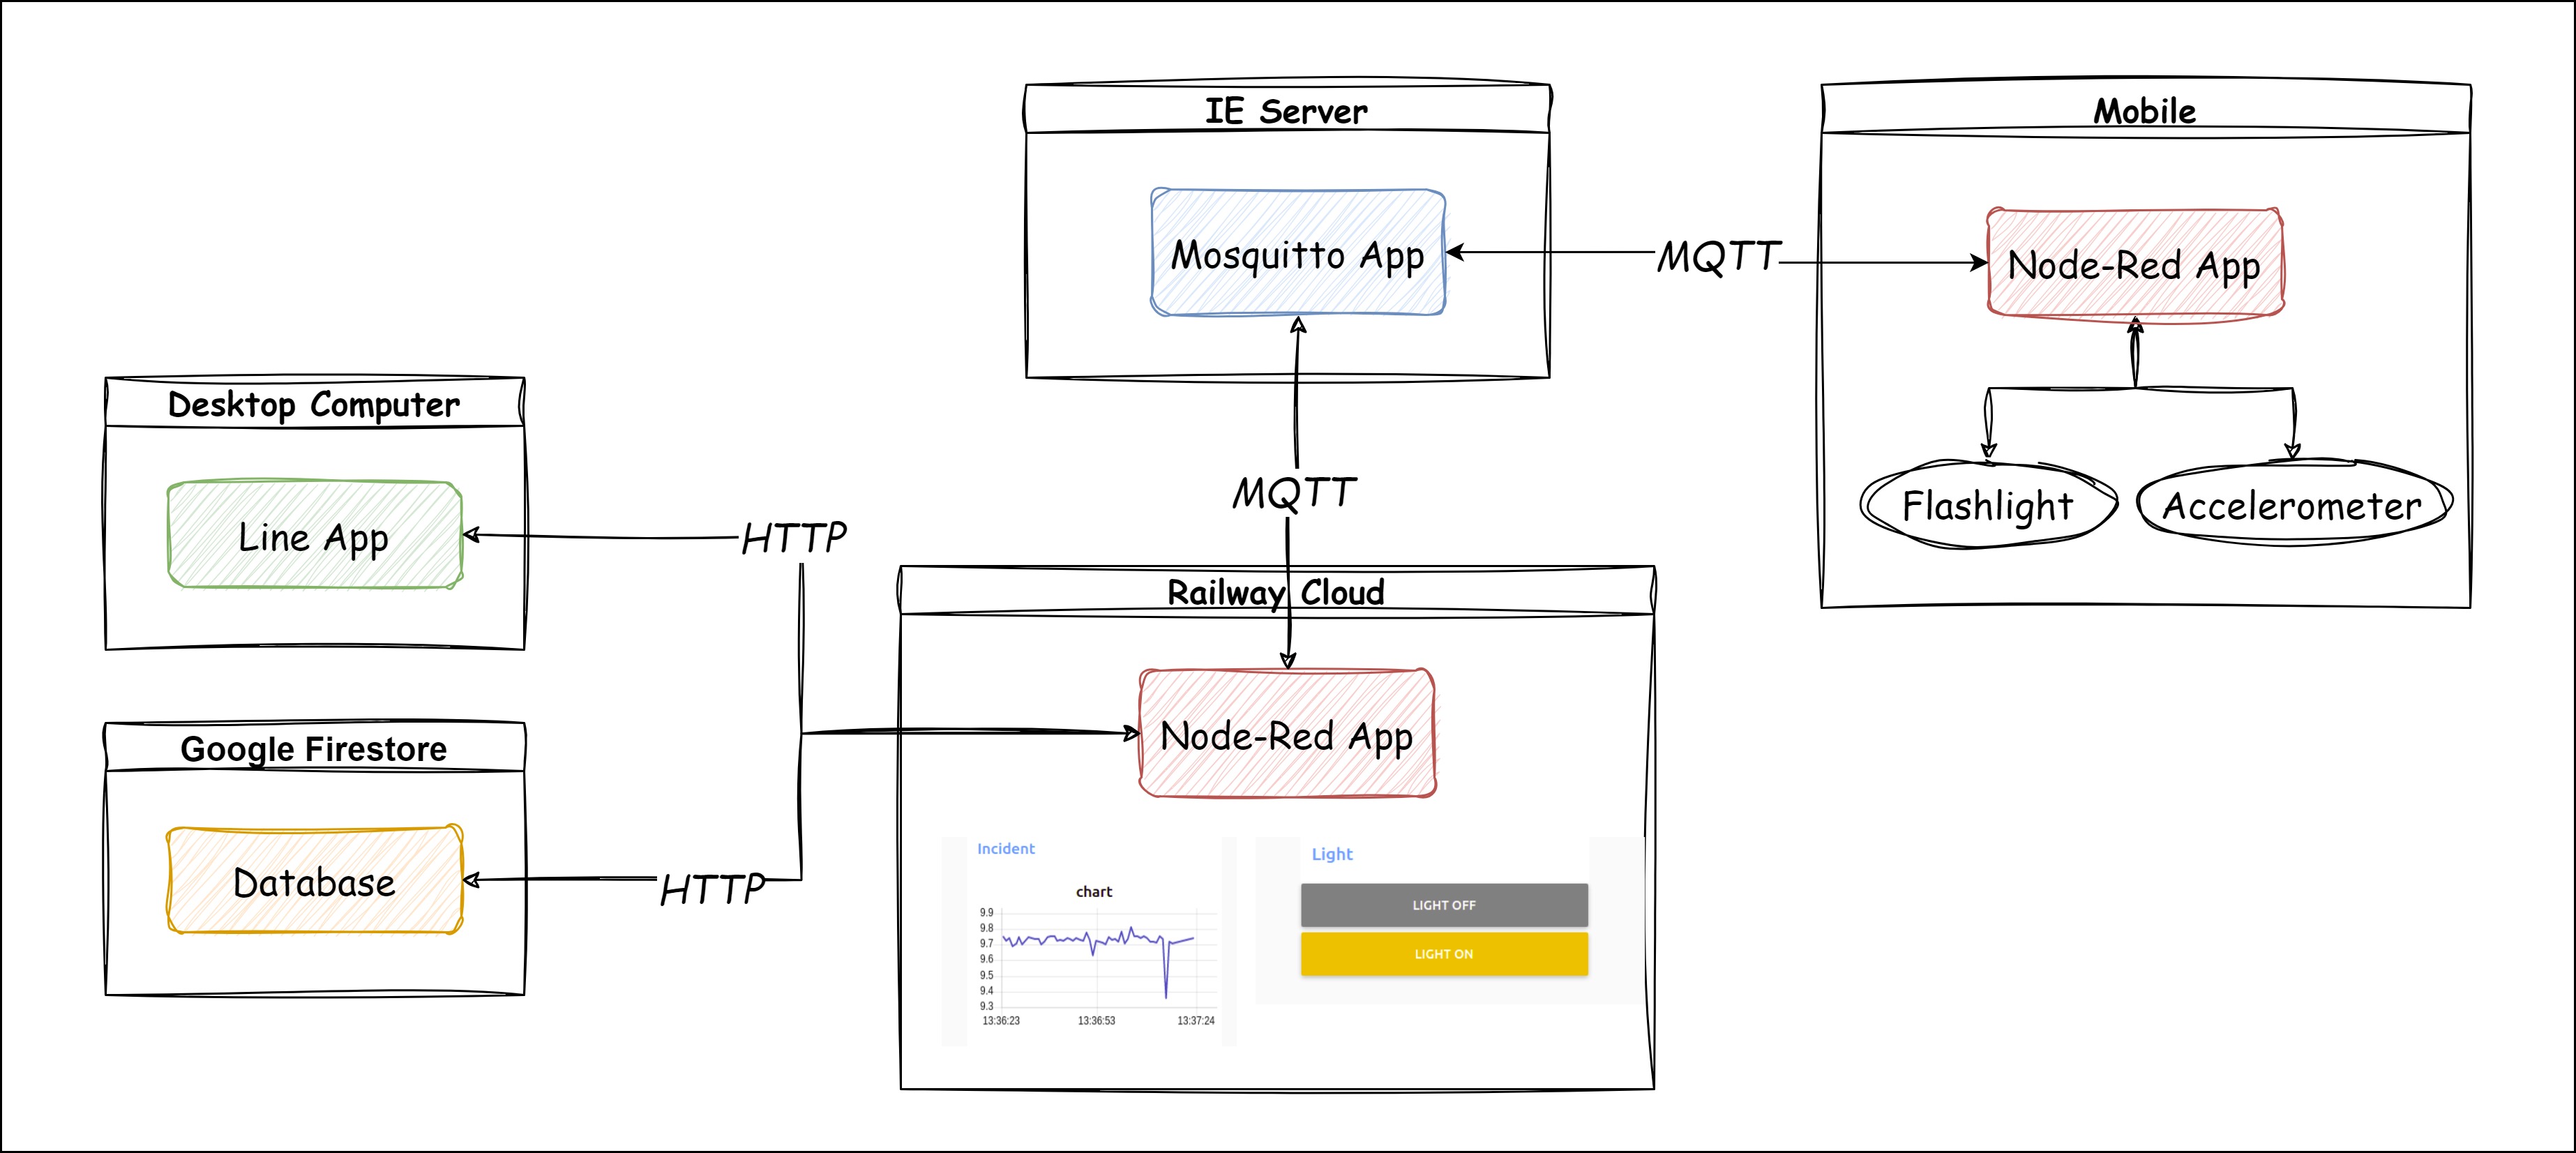 IE Server
Mosquitto App
MQTT
Mobile
Node-Red App
Flashlight
Accelerometer
Desktop Computer
Line App
HTTP
MQTT
Google Firestore
Database
HTTP
Railway Cloud
Node-Red App
Incident
chart
9.9
9.8
9.7
9.6
9.5
9.4
9.3
13:36:23 13:36:53 13:37:24
Light
LIGHT OFF
LIGHT ON